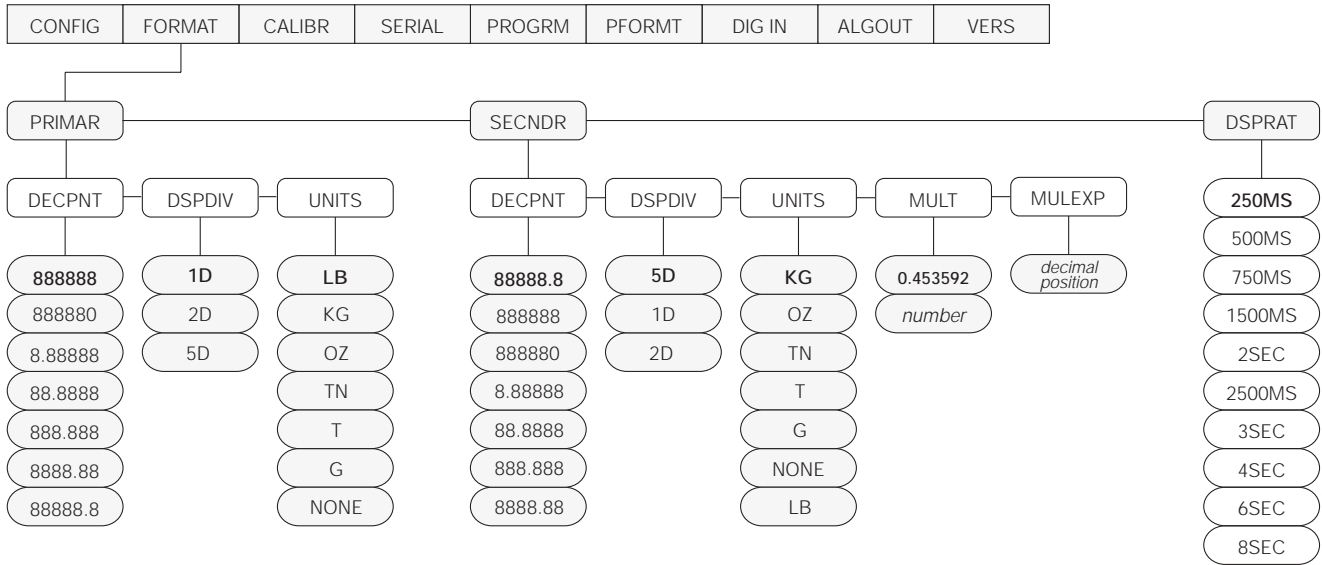 CONFIG FORMAT CALIBR SERIAL PROGRM PFORMT DIG IN ALGOUT VERS
PRIMAR SECNDR DSPRAT
DECPNT DSPDIV UNITS DECPNT DSPDIV UNITS MULT MULEXP 250MS
500MS
888888 1D LB 88888.8 5D KG 0.453592 decimal position 750MS
888880 2D KG 888888 1D OZ number 1500MS
8.88888 5D OZ 888880 2D TN 2SEC
88.8888 TN 8.88888 T 2500MS
888.888 T 88.8888 G 3SEC
8888.88 G 888.888 NONE 4SEC
88888.8 NONE 8888.88 LB 6SEC
8SEC